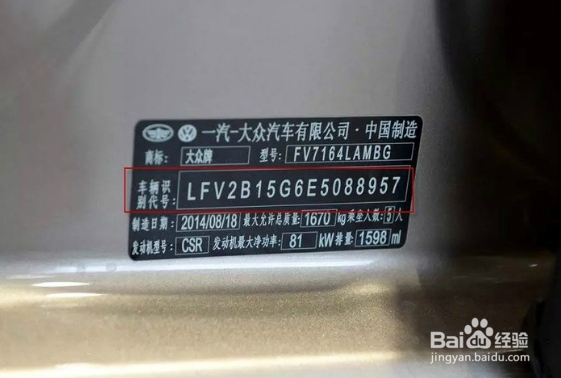 一汽-大众汽车有限公司·中国制造
商标: 大众牌 型号: FV7164LAMBG
车辆识别代号: LFV2B15G6E5088957
制造日期: 2014/08/18 最大允许总质量: 1670 kg 乘坐人数: 5 人
发动机型号: CSR 发动机最大净功率: 81 kW 排量: 1598 ml
Bai度经验
jingyan.baidu.com